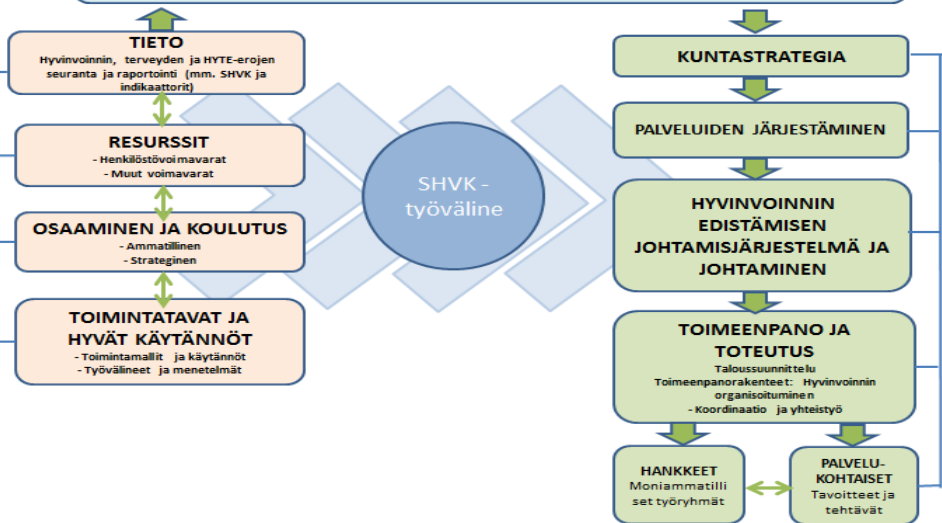 TIETO
Hyvinvoinnin, terveyden ja HYTE-erojen
seuranta ja raportointi (mm. SHVK ja
indikaattorit)
RESURSSIT
- Henkilöstövoimavarat
- Muut voimavarat
OSAAMINEN JA KOULUTUS
- Ammatillinen
- Strateginen
TOIMINTATAVAT JA
HYVÄT KÄYTÄNNÖT
- Toimintamallit ja käytännöt
- Työvälineet ja menetelmät
SHVK -
työväline
KUNTASTRATEGIA
PALVELUIDEN JÄRJESTÄMINEN
HYVINVOINNIN
EDISTÄMISEN
JOHTAMISJÄRJESTELMÄ JA
JOHTAMINEN
TOIMEENPANO JA
TOTEUTUS
Taloussuunnittelu
Toimeenpanorakenteet: Hyvinvoinnin
organisoituminen
- Koordinaatio ja yhteistyö
HANKKEET
Moniammatilli
set työryhmät
PALVELU-
KOHTAISET
Tavoitteet ja
tehtävät